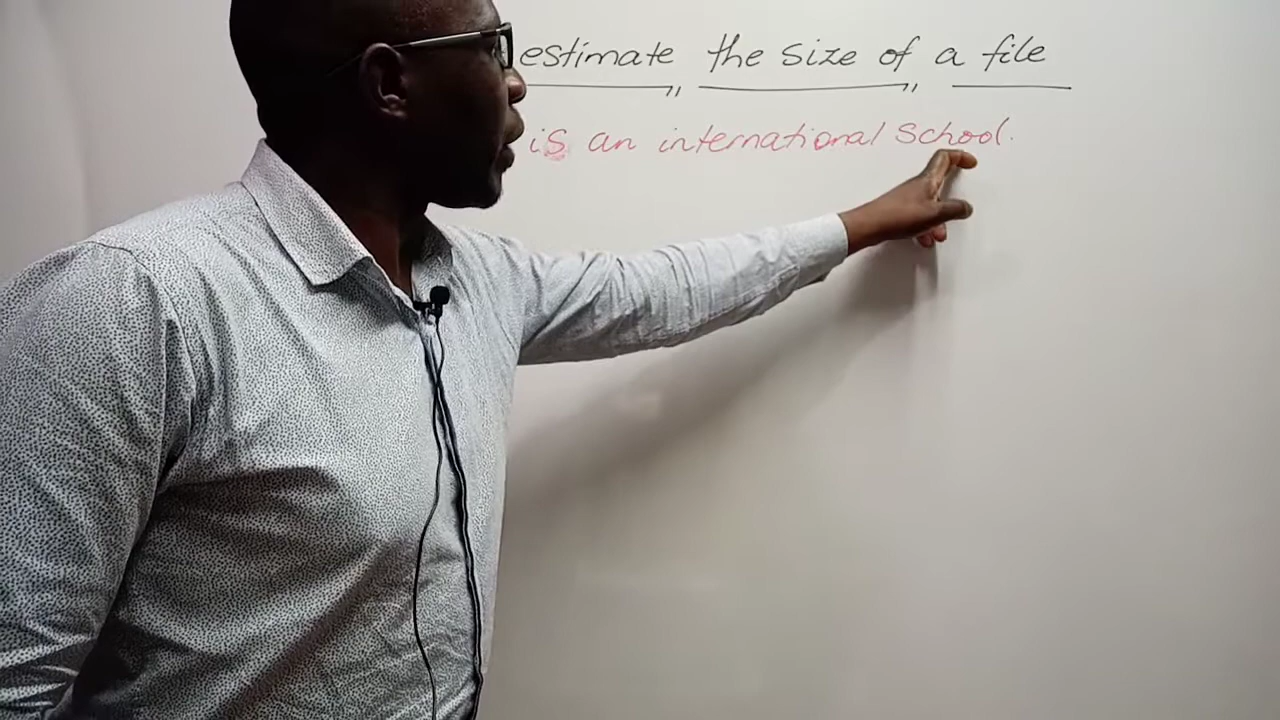 estimate the size of a file
is an international school.